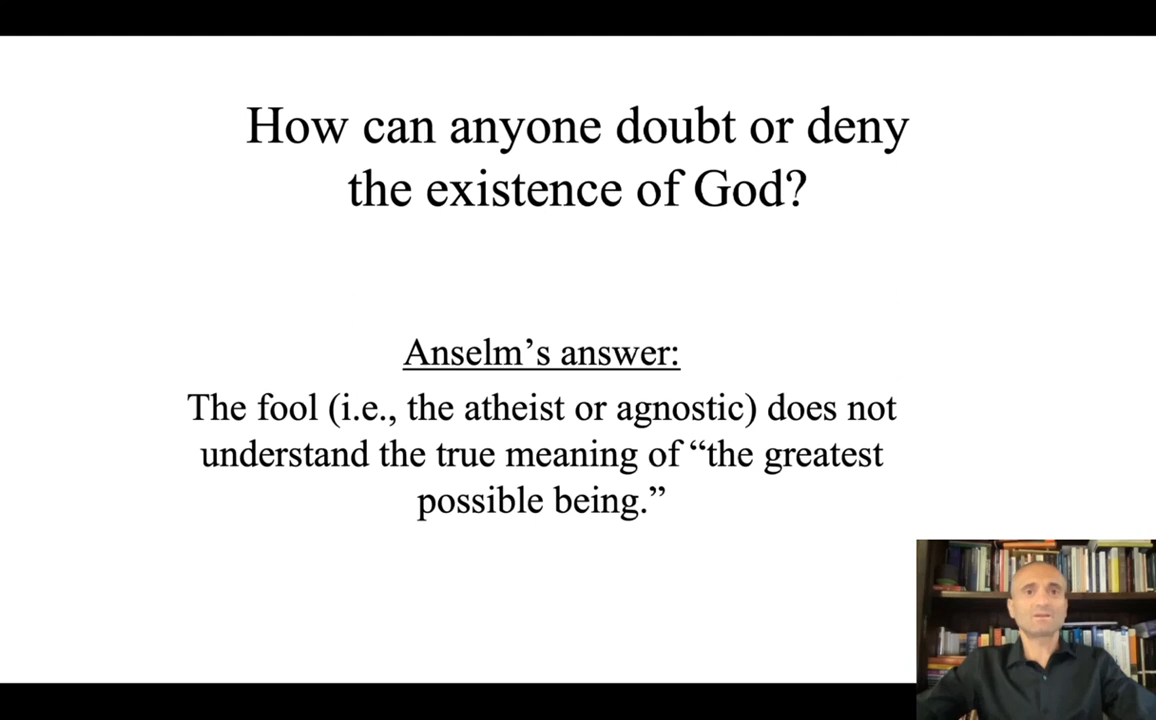 How can anyone doubt or deny
the existence of God?
Anselm’s answer:
The fool (i.e., the atheist or agnostic) does not
understand the true meaning of “the greatest
possible being.”